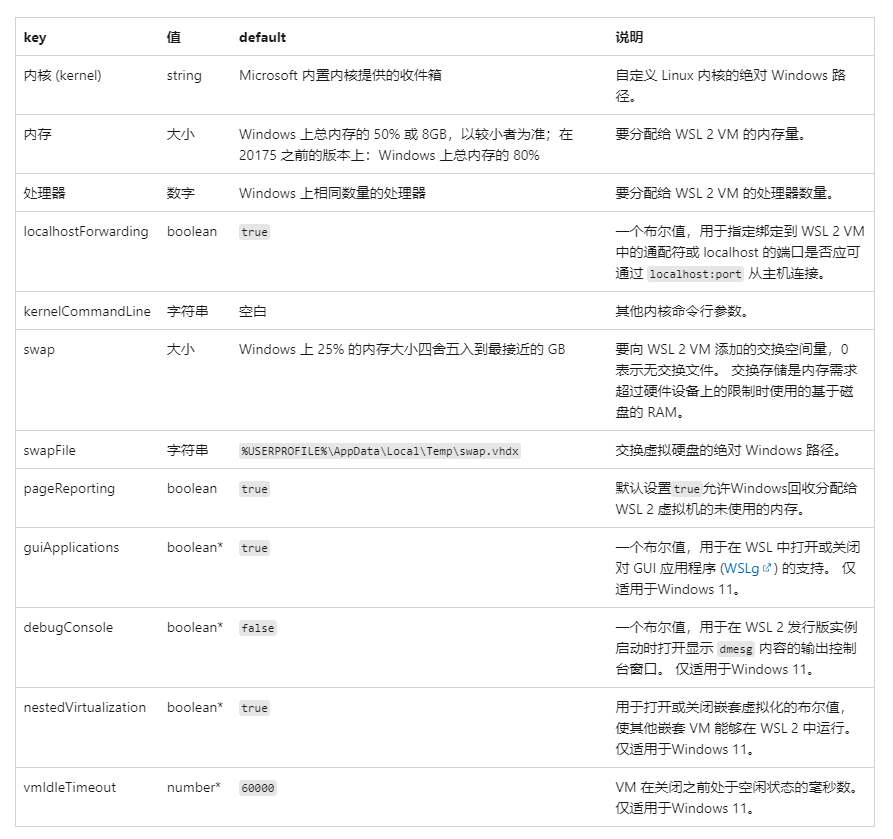 key 值 default 说明
内核 (kernel) string Microsoft 内置内核提供的收件箱 自定义 Linux 内核的绝对 Windows 路
径。
内存 大小 Windows 上总内存的 50% 或 8GB，以较小者为准；在 要分配给 WSL 2 VM 的内存量。
20175 之前的版本上：Windows 上总内存的 80%
处理器 数字 Windows 上相同数量的处理器 要分配给 WSL 2 VM 的处理器数量。
localhostForwarding boolean true 一个布尔值，用于指定绑定到 WSL 2 VM
中的通配符或 localhost 的端口是否应可
通过 localhost:port 从主机连接。
kernelCommandLine 字符串 空白 其他内核命令行参数。
swap 大小 Windows 上 25% 的内存大小四舍五入到最接近的 GB 要向 WSL 2 VM 添加的交换空间量，0
表示无交换文件。 交换存储是内存需求
超过硬件设备上的限制时使用的基于磁
盘的 RAM。
swapFile 字符串 %USERPROFILE%\AppData\Local\Temp\swap.vhdx 交换虚拟硬盘的绝对 Windows 路径。
pageReporting boolean true 默认设置true允许Windows回收分配给
WSL 2 虚拟机的未使用的内存。
guiApplications boolean* true 一个布尔值，用于在 WSL 中打开或关闭
对 GUI 应用程序 (WSLg) 的支持。 仅
适用于Windows 11。
debugConsole boolean* false 一个布尔值，用于在 WSL 2 发行版实例
启动时打开显示 dmesg 内容的输出控制
台窗口。 仅适用于Windows 11。
nestedVirtualization boolean* true 用于打开或关闭嵌套虚拟化的布尔值，
使其他嵌套 VM 能够在 WSL 2 中运行。
仅适用于Windows 11。
vmIdleTimeout number* 60000 VM 在关闭之前处于空闲状态的毫秒数。
仅适用于Windows 11。